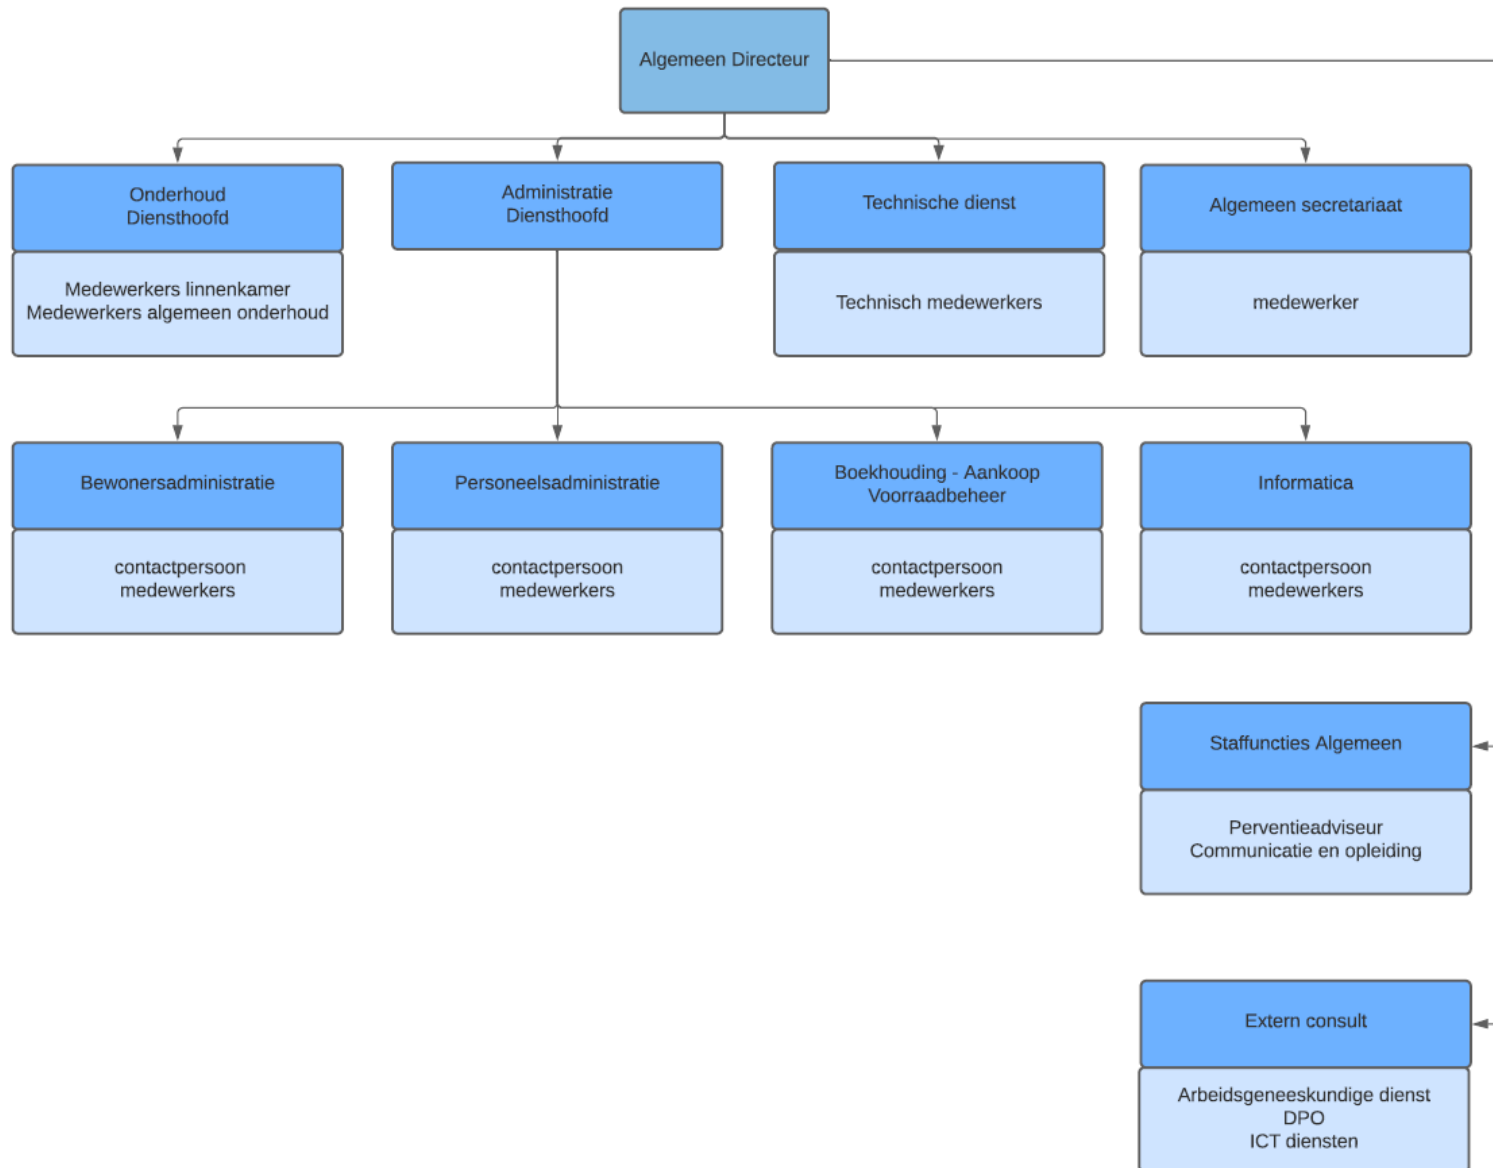 Algemeen Directeur
Onderhoud
Diensthoofd
Administratie
Diensthoofd
Technische dienst
Algemeen secretariaat
Medewerkers linnenkamer
Medewerkers algemeen onderhoud
Technisch medewerkers
medewerker
Bewonersadministratie
Personeelsadministratie
Boekhouding - Aankoop
Voorraadbeheer
Informatica
contactpersoon
medewerkers
contactpersoon
medewerkers
contactpersoon
medewerkers
contactpersoon
medewerkers
Staffuncties Algemeen
Perventieadviseur
Communicatie en opleiding
Extern consult
Arbeidsgeneeskundige dienst
DPO
ICT diensten